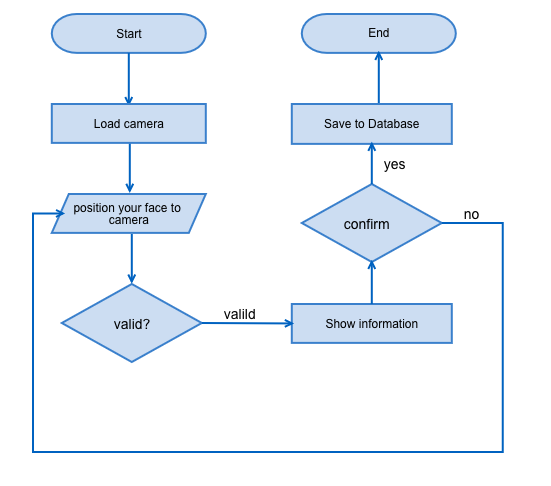 Start
Load camera
position your face to
camera
valid?
valild
Show information
confirm
no
yes
Save to Database
End